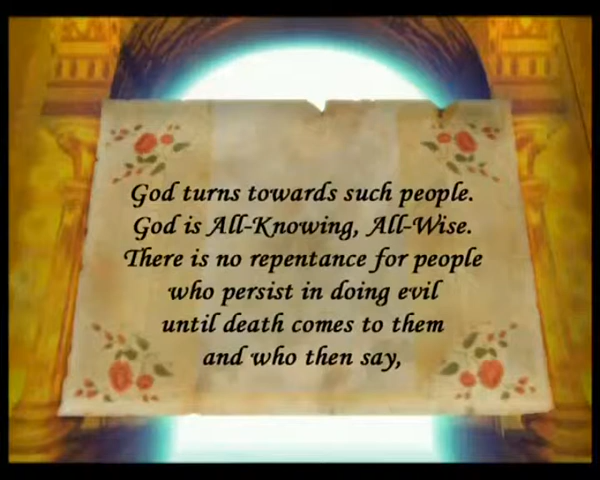 God turns towards such people.
God is All-Knowing, All-Wise.
There is no repentance for people
who persist in doing evil
until death comes to them
and who then say,